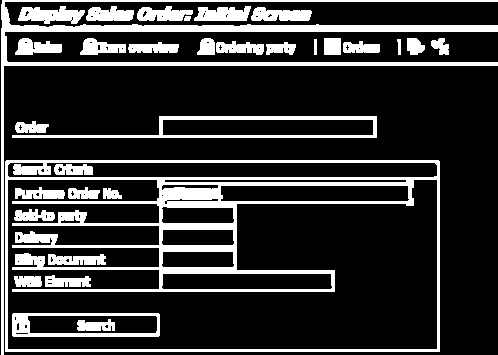 Display Sales Order: Initial Screen
Sales Item overview Ordering party Orders
Order
Search Criteria
Purchase Order No.
Sold-to party
Delivery
Billing Document
WBS Element
Search